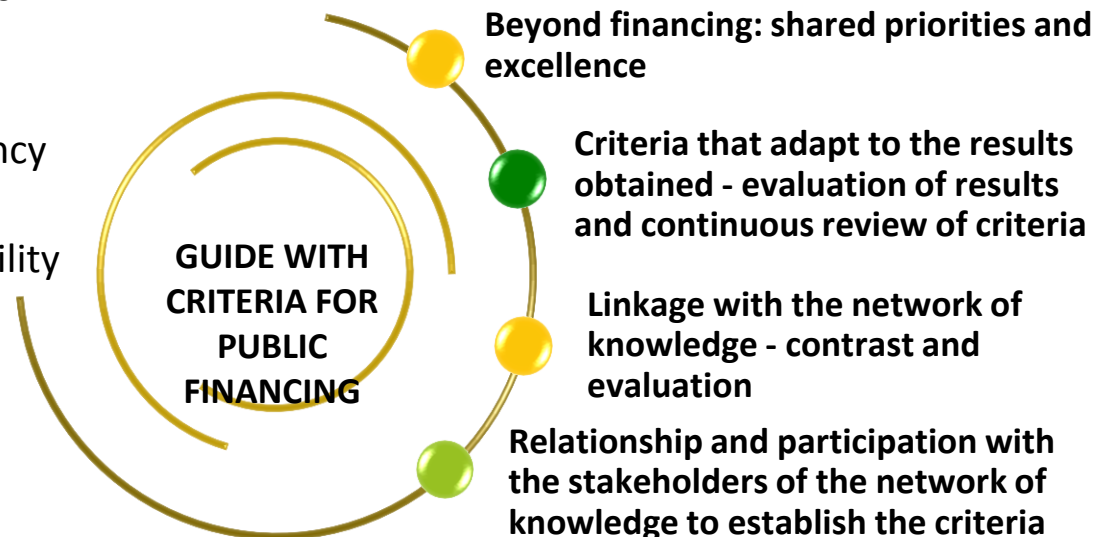 Beyond financing: shared priorities and
excellence
Criteria that adapt to the results
obtained - evaluation of results
and continuous review of criteria
GUIDE WITH
CRITERIA FOR
PUBLIC
FINANCING
Linkage with the network of
knowledge - contrast and
evaluation
Relationship and participation with
the stakeholders of the network of
knowledge to establish the criteria